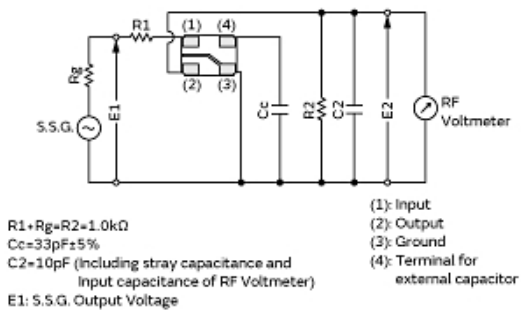 R1
(1)
(4)
Rg
(2)
(3)
S.S.G.
E1
Cc
R2
C2
E2
RF
Voltmeter
R1+Rg=R2=1.0kΩ
Cc=33pF±5%
C2=10pF (Including stray capacitance and
Input capacitance of RF Voltmeter)
E1: S.S.G. Output Voltage
(1): Input
(2): Output
(3): Ground
(4): Terminal for
external capacitor